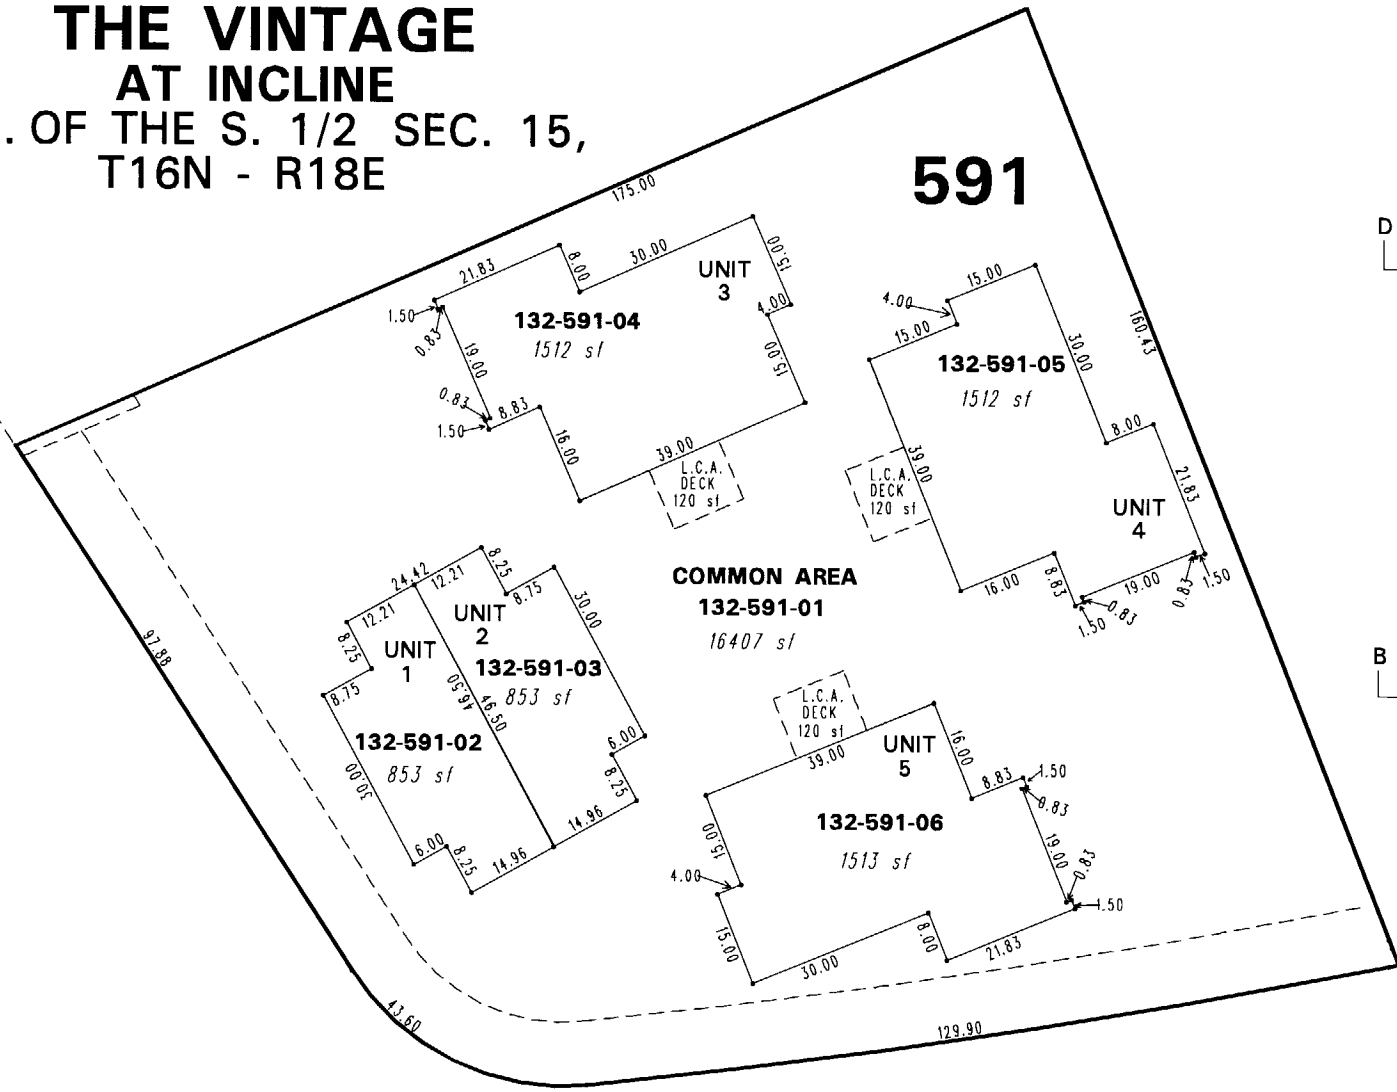 THE VINTAGE
AT INCLINE
. OF THE S. 1/2 SEC. 15,
T16N - R18E
591
175.00
160.43
129.90
43.60
97.88
D
B
21.83
8.00
30.00
15.00
4.00
15.00
39.00
16.00
8.83
1.50
0.83
19.00
0.83
1.50
UNIT
3
132-591-04
1512 sf
L.C.A.
DECK
120 sf
15.00
4.00
15.00
30.00
8.00
21.83
1.50
0.83
19.00
0.83
1.50
8.83
16.00
39.00
132-591-05
1512 sf
UNIT
4
L.C.A.
DECK
120 sf
COMMON AREA
132-591-01
16407 sf
24.42
12.21
12.21
8.25
8.75
30.00
6.00
8.25
14.96
UNIT
2
132-591-03
853 sf
46.50
46.50
8.25
8.75
30.00
6.00
8.25
14.96
UNIT
1
132-591-02
853 sf
L.C.A.
DECK
120 sf
39.00
UNIT
5
16.00
8.83
1.50
0.83
19.00
0.83
1.50
21.83
8.00
30.00
15.00
4.00
15.00
132-591-06
1513 sf